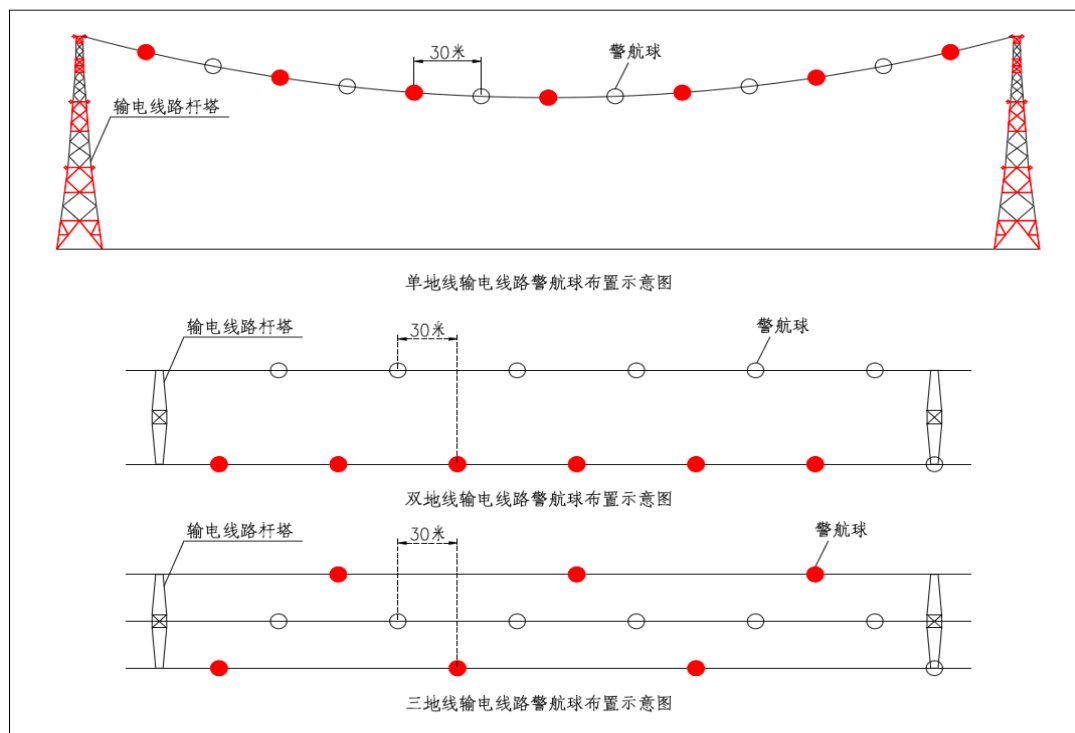 30米
警航球
输电线路杆塔
单地线输电线路警航球布置示意图
输电线路杆塔
30米
警航球
双地线输电线路警航球布置示意图
输电线路杆塔
30米
警航球
三地线输电线路警航球布置示意图